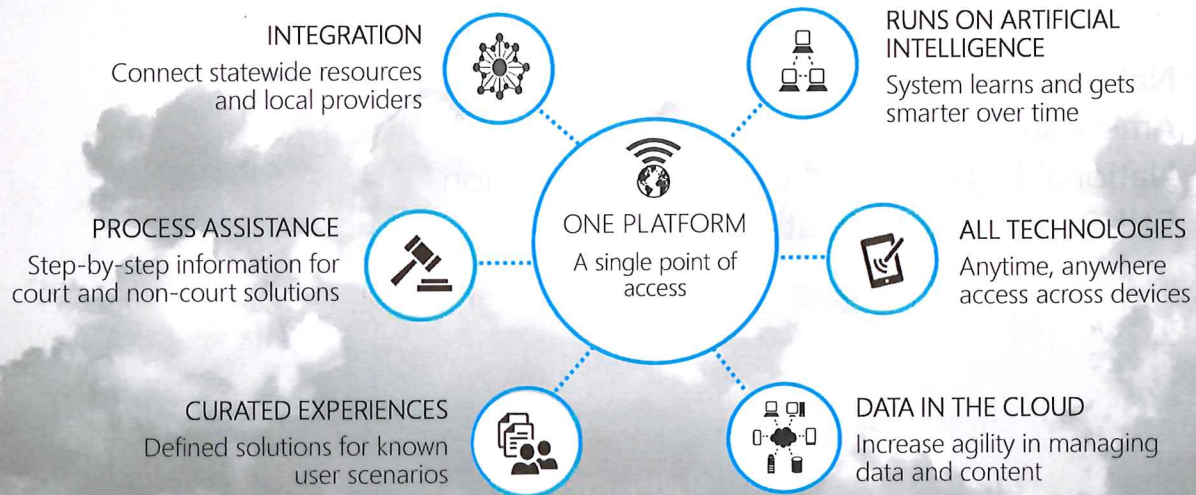 INTEGRATION
Connect statewide resources
and local providers
RUNS ON ARTIFICIAL
INTELLIGENCE
System learns and gets
smarter over time
ONE PLATFORM
A single point of
access
PROCESS ASSISTANCE
Step-by-step information for
court and non-court solutions
ALL TECHNOLOGIES
Anytime, anywhere
access across devices
CURATED EXPERIENCES
Defined solutions for known
user scenarios
DATA IN THE CLOUD
Increase agility in managing
data and content